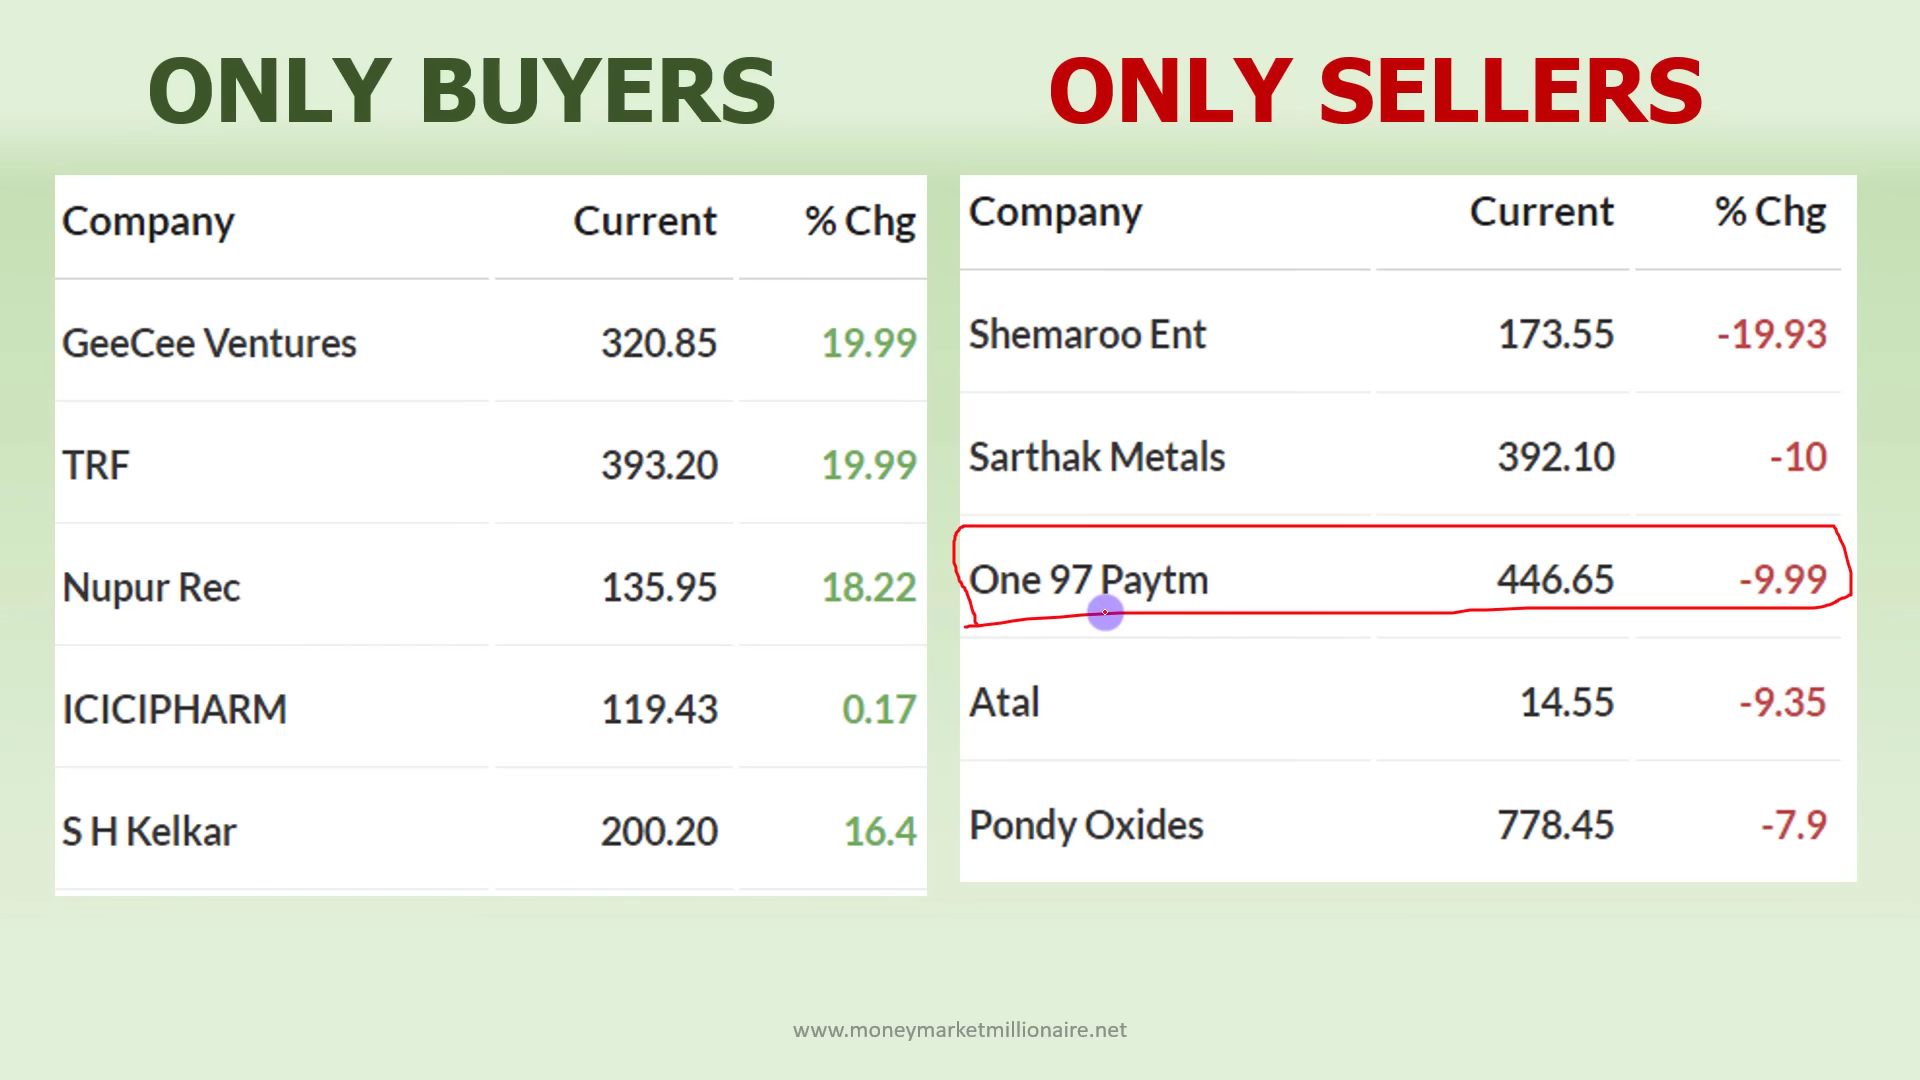 ONLY BUYERS
Company Current % Chg
GeeCee Ventures 320.85 19.99
TRF 393.20 19.99
Nupur Rec 135.95 18.22
ICICIPHARM 119.43 0.17
S H Kelkar 200.20 16.4
ONLY SELLERS
Company Current % Chg
Shemaroo Ent 173.55 -19.93
Sarthak Metals 392.10 -10
One 97 Paytm 446.65 -9.99
Atal 14.55 -9.35
Pondy Oxides 778.45 -7.9
www.moneymarketmillionaire.net